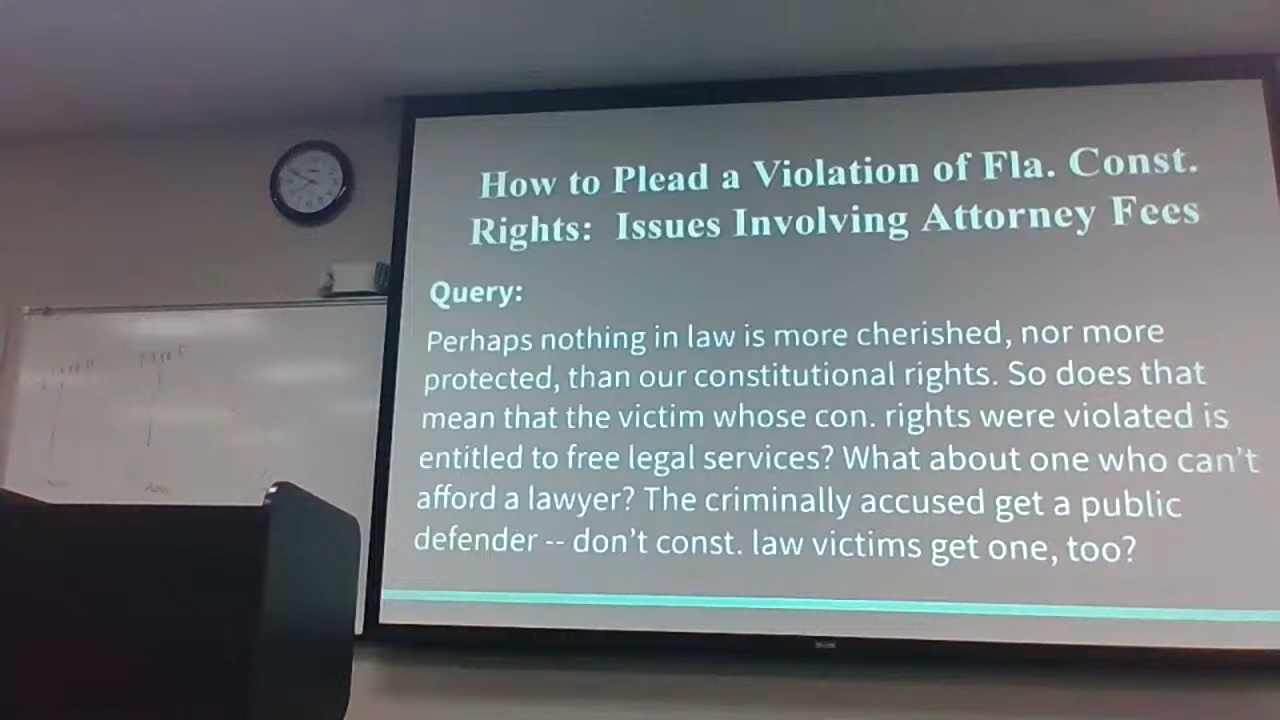 How to Plead a Violation of Fla. Const.
Rights: Issues Involving Attorney Fees
Query:
Perhaps nothing in law is more cherished, nor more
protected, than our constitutional rights. So does that
mean that the victim whose con. rights were violated is
entitled to free legal services? What about one who can't
afford a lawyer? The criminally accused get a public
defender -- don't const. law victims get one, too?